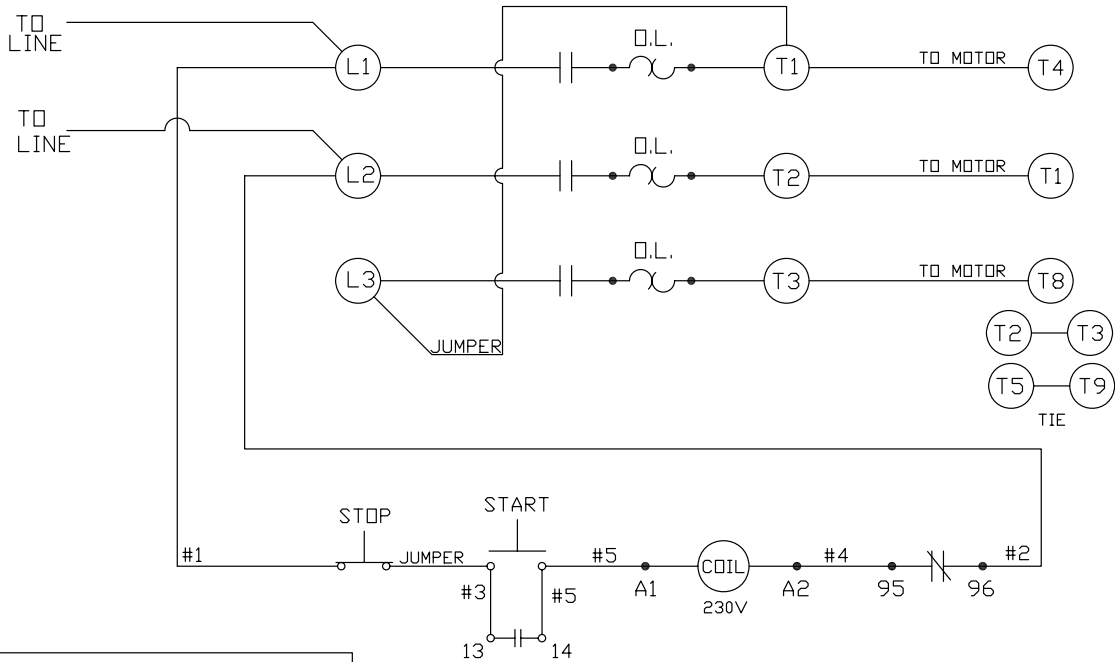 TO
LINE
L1
O.L.
T1
TO MOTOR
T4
TO
LINE
L2
O.L.
T2
TO MOTOR
T1
L3
O.L.
T3
TO MOTOR
T8
JUMPER
T2
T3
T5
T9
TIE
STOP
START
#1
JUMPER
#5
COIL
#4
#2
#3
#5
A1
230V
A2
95
96
13
14